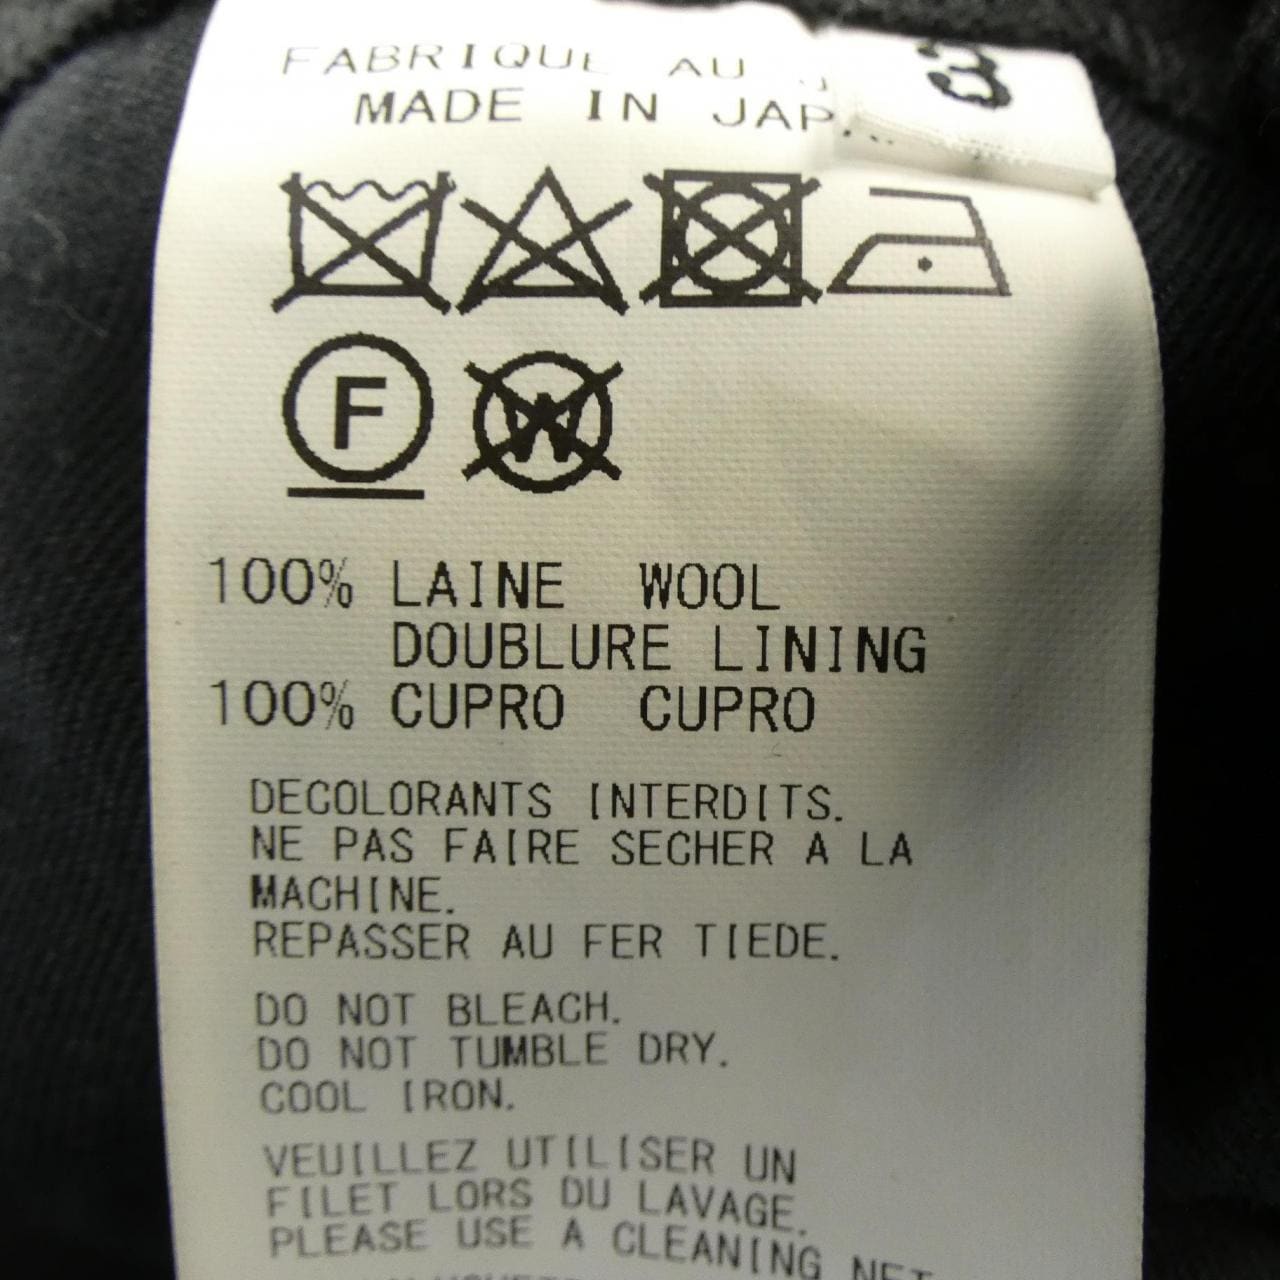 FABRIQUE AU
MADE IN JAP
3
F W
100% LAINE WOOL
DOUBLURE LINING
100% CUPRO CUPRO
DECOLORANTS INTERDITS.
NE PAS FAIRE SECHER A LA
MACHINE.
REPASSER AU FER TIEDE.
DO NOT BLEACH.
DO NOT TUMBLE DRY.
COOL IRON.
VEUILLEZ UTILISER UN
FILET LORS DU LAVAGE.
PLEASE USE A CLEANING NET